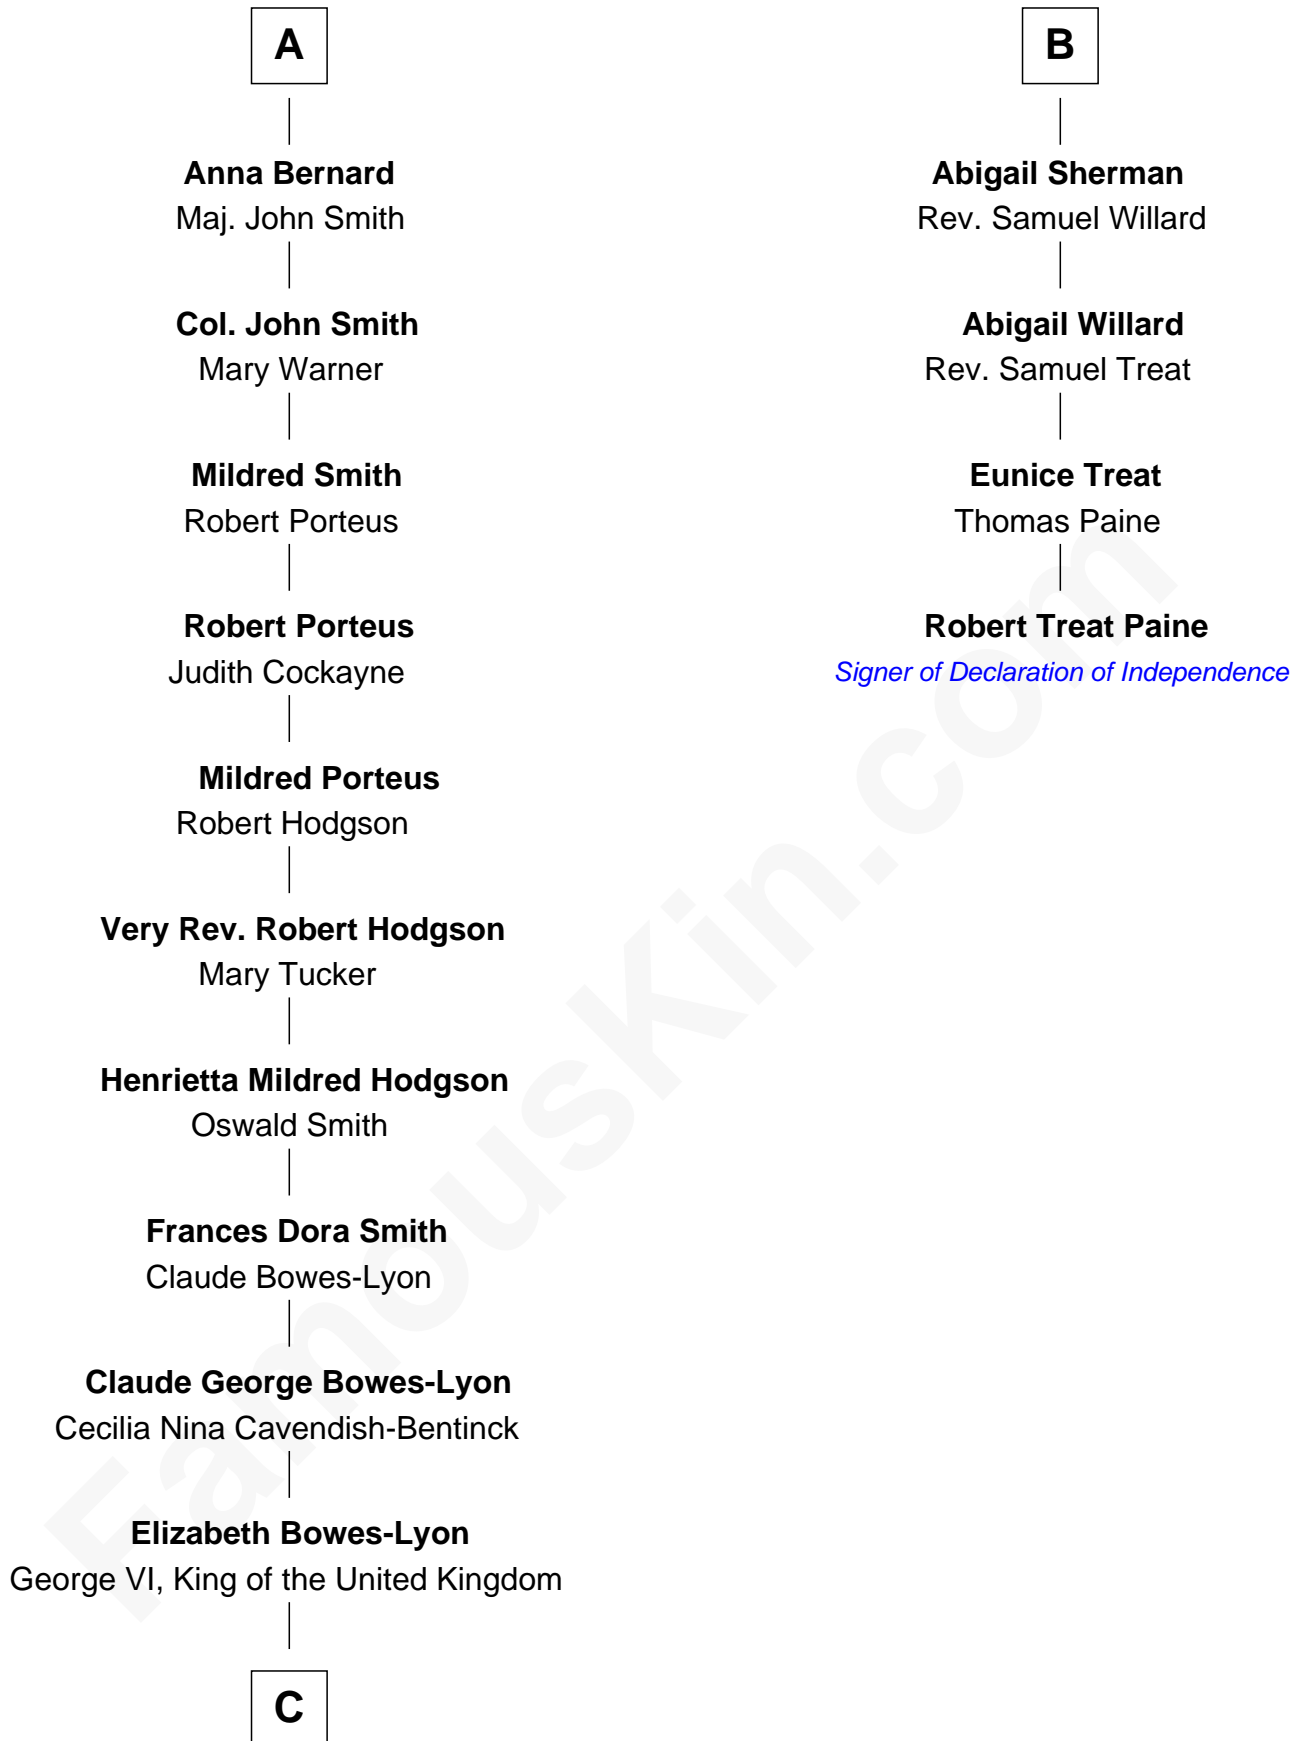 A
Anna Bernard
Maj. John Smith
Col. John Smith
Mary Warner
Mildred Smith
Robert Porteus
Robert Porteus
Judith Cockayne
Mildred Porteus
Robert Hodgson
Very Rev. Robert Hodgson
Mary Tucker
Henrietta Mildred Hodgson
Oswald Smith
Frances Dora Smith
Claude Bowes-Lyon
Claude George Bowes-Lyon
Cecilia Nina Cavendish-Bentinck
Elizabeth Bowes-Lyon
George VI, King of the United Kingdom
C
B
Abigail Sherman
Rev. Samuel Willard
Abigail Willard
Rev. Samuel Treat
Eunice Treat
Thomas Paine
Robert Treat Paine
Signer of Declaration of Independence
FamousKin.com